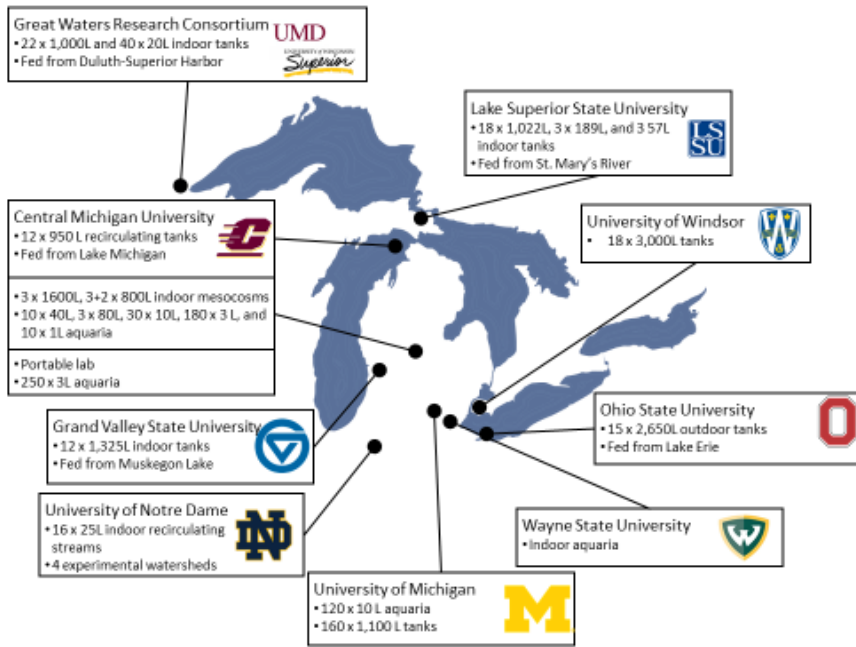 Great Waters Research Consortium
• 22 x 1,000L and 40 x 20L indoor tanks
• Fed from Duluth-Superior Harbor
UMD
UNIVERSITY OF WISCONSIN
Superior
Lake Superior State University
• 18 x 1,022L, 3 x 189L, and 3 57L
indoor tanks
• Fed from St. Mary's River
LS
SU
Central Michigan University
• 12 x 950 L recirculating tanks
• Fed from Lake Michigan
C
• 3 x 1600L, 3+2 x 800L indoor mesocosms
• 10 x 40L, 3 x 80L, 30 x 10L, 180 x 3 L, and
10 x 1L aquaria
• Portable lab
• 250 x 3L aquaria
University of Windsor
• 18 x 3,000L tanks
W
Grand Valley State University
• 12 x 1,325L indoor tanks
• Fed from Muskegon Lake
Ohio State University
• 15 x 2,650L outdoor tanks
• Fed from Lake Erie
O
University of Notre Dame
• 16 x 25L indoor recirculating
streams
• 4 experimental watersheds
ND
Wayne State University
• Indoor aquaria
W
University of Michigan
• 120 x 10 L aquaria
• 160 x 1,100 L tanks
M